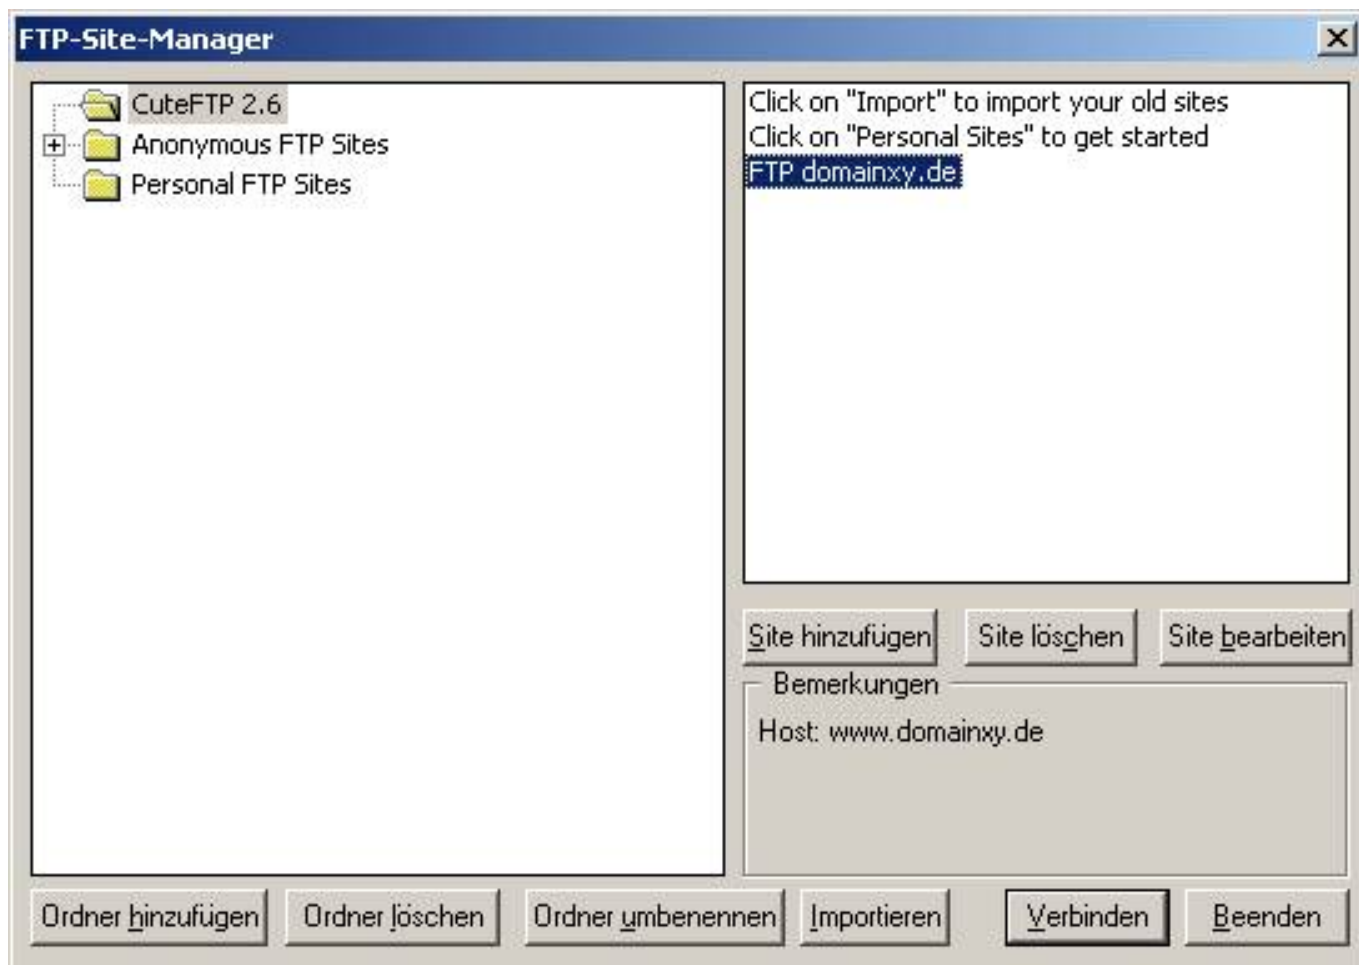 FTP-Site-Manager
CuteFTP 2.6
Anonymous FTP Sites
Personal FTP Sites
Click on "Import" to import your old sites
Click on "Personal Sites" to get started
FTP domainxy.de
Site hinzufügen
Site löschen
Site bearbeiten
Bemerkungen
Host: www.domainxy.de
Ordner hinzufügen
Ordner löschen
Ordner umbenennen
Importieren
Verbinden
Beenden